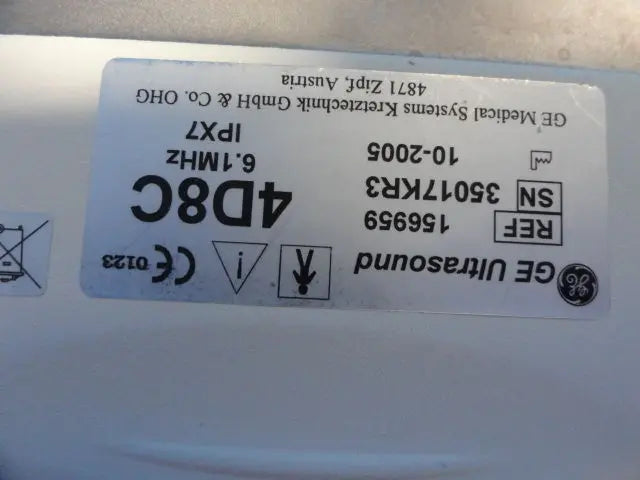 GE Ultrasound
CE 0123
REF 156959
SN 35017KR3
10-2005
4D8C
6.1MHz
IPX7
GE Medical Systems Kretztechnik GmbH & Co. OHG
4871 Zipf, Austria